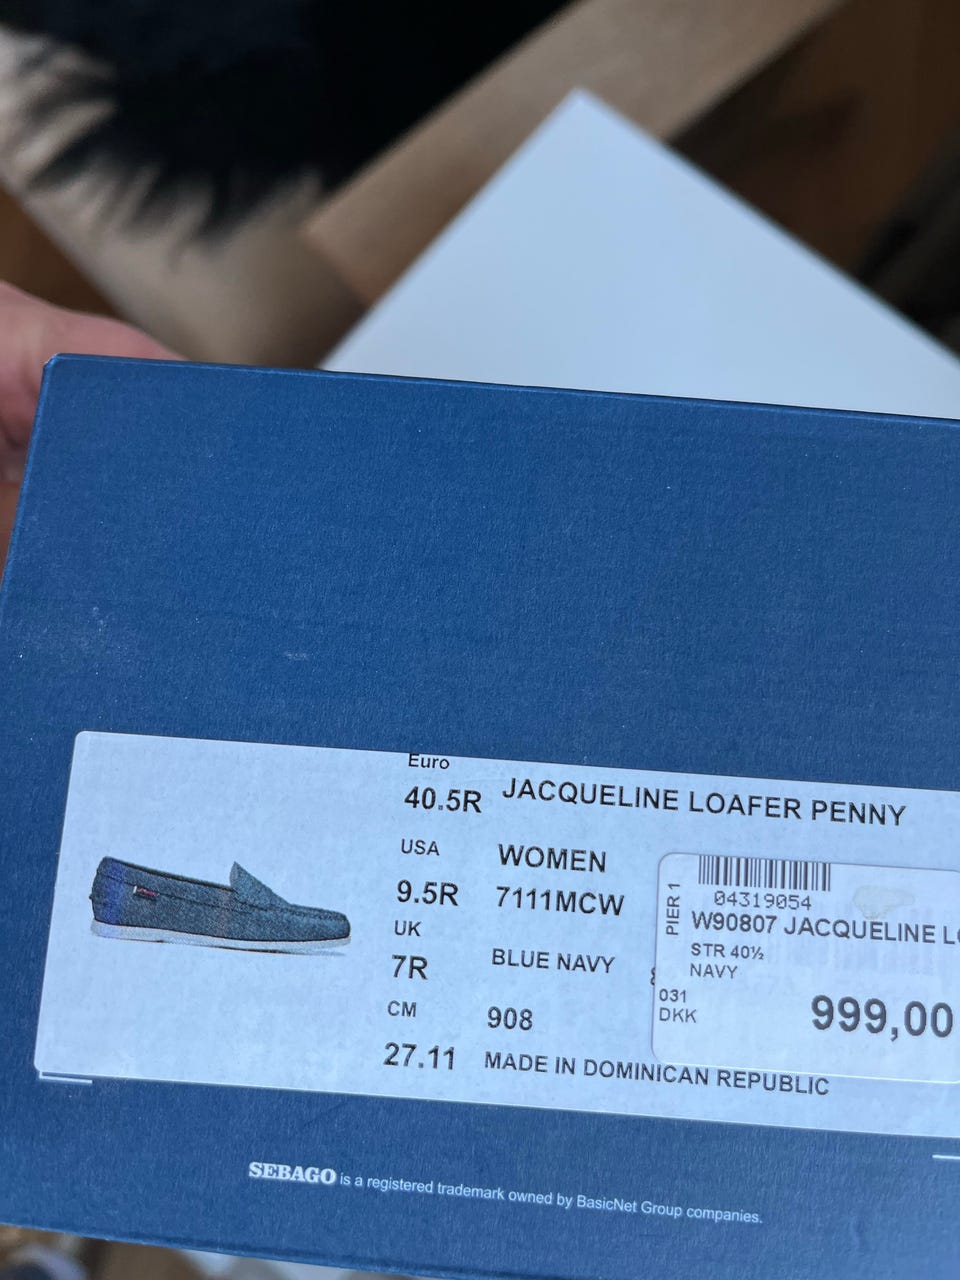 Euro
40.5R
JACQUELINE LOAFER PENNY
USA
WOMEN
9.5R
7111MCW
UK
7R
BLUE NAVY
CM
908
27.11
MADE IN DOMINICAN REPUBLIC
PIER 1
04319054
W90807 JACQUELINE L
STR 40½
NAVY
031
DKK
999,00
SEBAGO is a registered trademark owned by BasicNet Group companies.